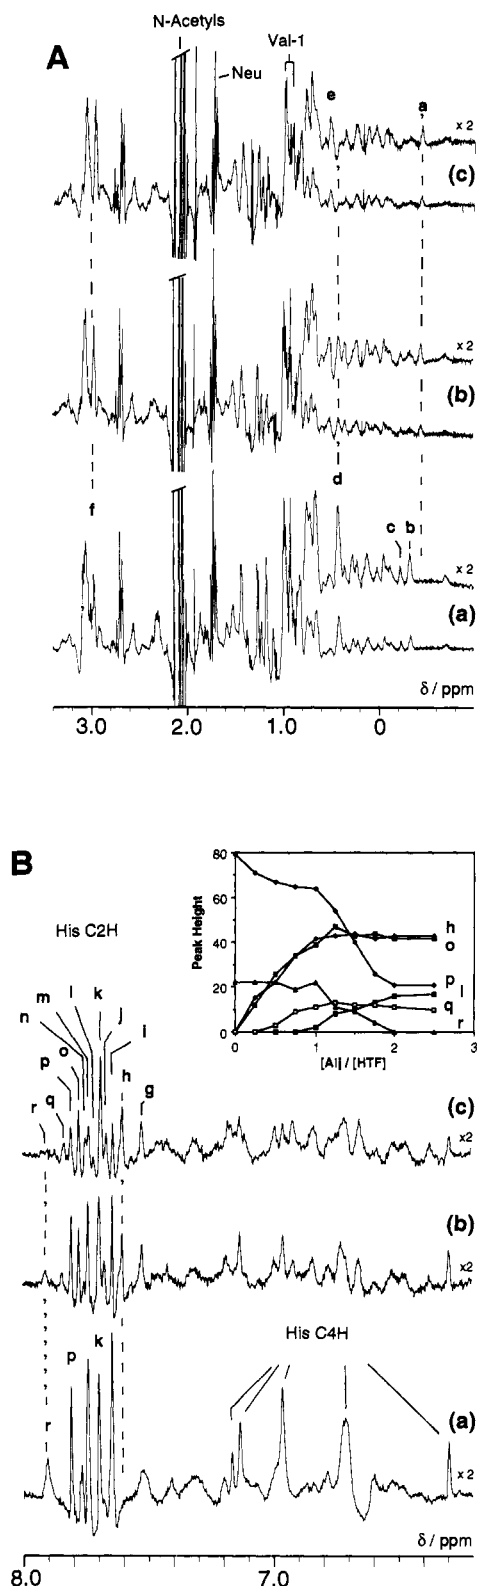 A
N-Acetyls
Val-1
Neu
e
a
x 2
(c)
x 2
(b)
f
d
c b
x 2
(a)
δ / ppm
3.0 2.0 1.0 0
B
His C2H
80
60
40
20
0
Peak Height
h
o
p
l
q
r
0 1 2 3
[Al] / [HTF]
n m l k j i
r q p o h g
(c)
x2
(b)
x2
His C4H
r p k
(a)
x2
δ / ppm
8.0 7.0